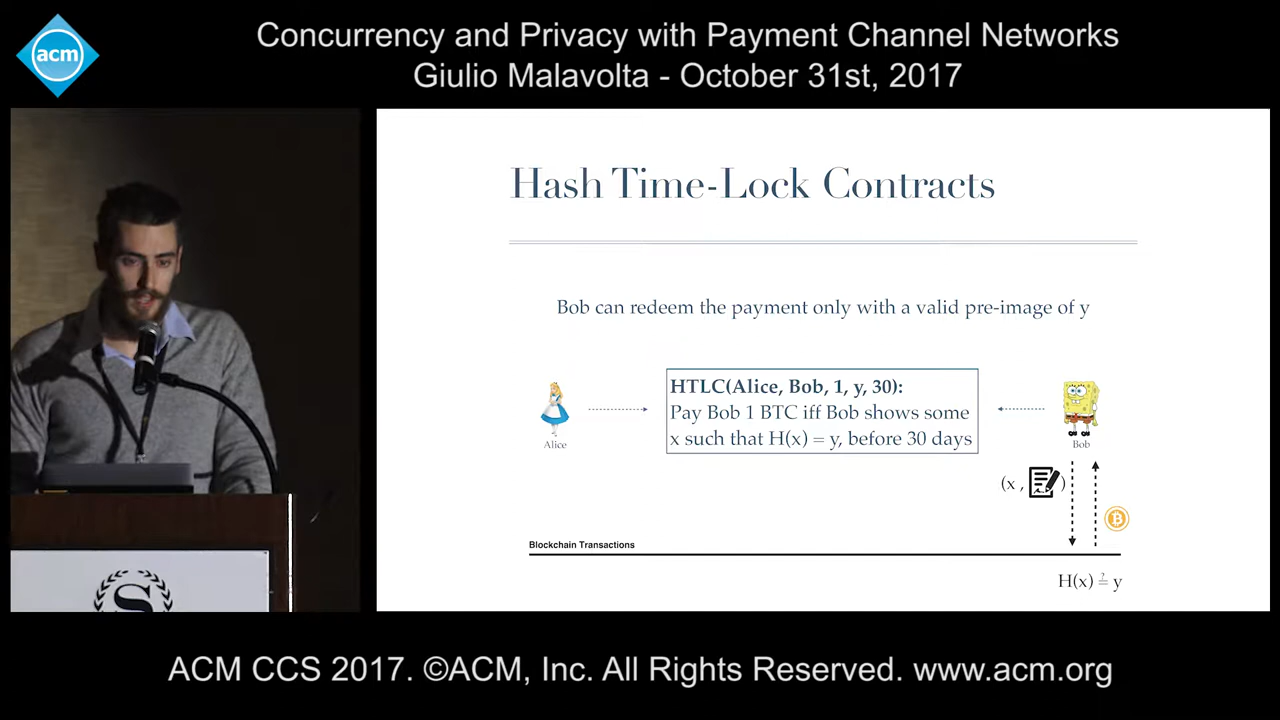 acm
Concurrency and Privacy with Payment Channel Networks
Giulio Malavolta - October 31st, 2017
Hash Time-Lock Contracts
Bob can redeem the payment only with a valid pre-image of y
HTLC(Alice, Bob, 1, y, 30):
Pay Bob 1 BTC iff Bob shows some
x such that H(x) = y, before 30 days
Alice
Bob
(x , )
Blockchain Transactions
H(x) ≟ y
S
ACM CCS 2017. ©ACM, Inc. All Rights Reserved. www.acm.org